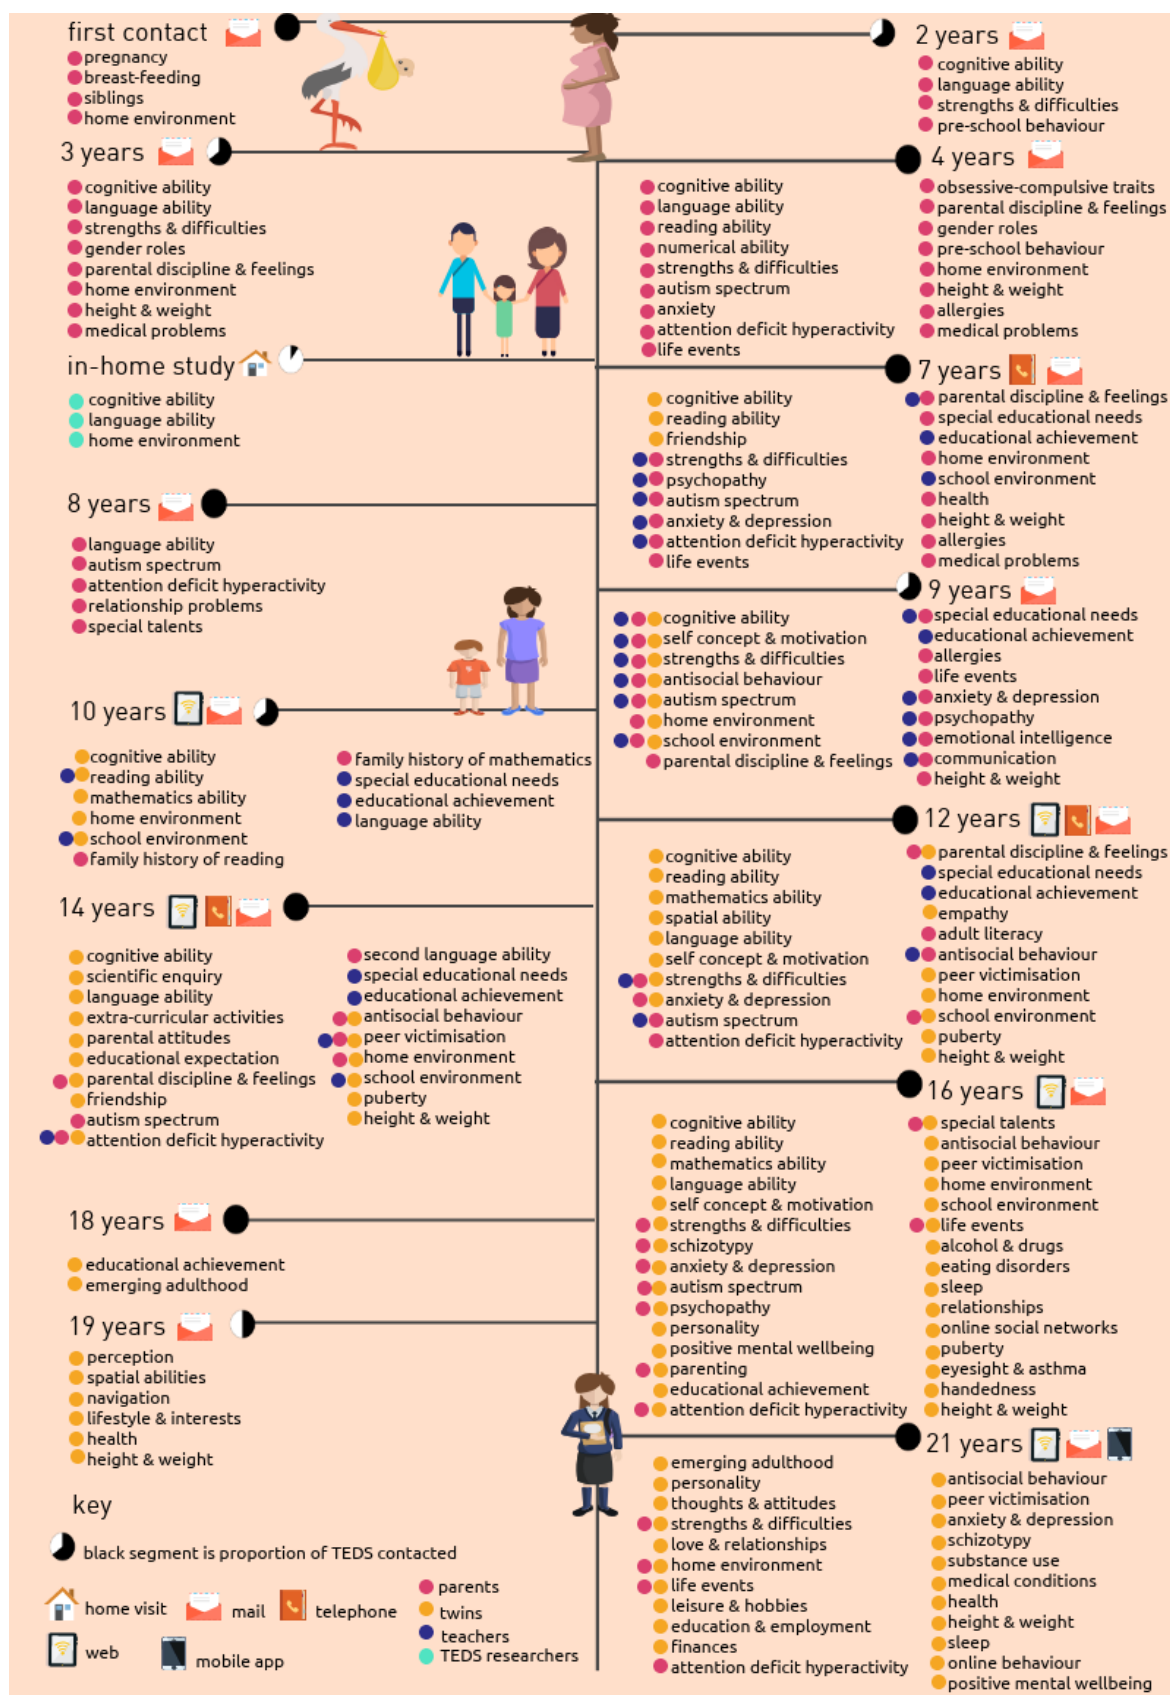 first contact
pregnancy
breast-feeding
siblings
home environment
2 years
cognitive ability
language ability
strengths & difficulties
pre-school behaviour
3 years
cognitive ability
language ability
strengths & difficulties
gender roles
parental discipline & feelings
home environment
height & weight
medical problems
4 years
cognitive ability
language ability
reading ability
numerical ability
strengths & difficulties
autism spectrum
anxiety
attention deficit hyperactivity
life events
obsessive-compulsive traits
parental discipline & feelings
gender roles
pre-school behaviour
home environment
height & weight
allergies
medical problems
in-home study
cognitive ability
language ability
home environment
7 years
cognitive ability
reading ability
friendship
strengths & difficulties
psychopathy
autism spectrum
anxiety & depression
attention deficit hyperactivity
life events
parental discipline & feelings
special educational needs
educational achievement
home environment
school environment
health
height & weight
allergies
medical problems
8 years
language ability
autism spectrum
attention deficit hyperactivity
relationship problems
special talents
9 years
cognitive ability
self concept & motivation
strengths & difficulties
antisocial behaviour
autism spectrum
home environment
school environment
parental discipline & feelings
special educational needs
educational achievement
allergies
life events
anxiety & depression
psychopathy
emotional intelligence
communication
height & weight
10 years
cognitive ability
reading ability
mathematics ability
home environment
school environment
family history of reading
family history of mathematics
special educational needs
educational achievement
language ability
12 years
cognitive ability
reading ability
mathematics ability
spatial ability
language ability
self concept & motivation
strengths & difficulties
anxiety & depression
autism spectrum
attention deficit hyperactivity
parental discipline & feelings
special educational needs
educational achievement
empathy
adult literacy
antisocial behaviour
peer victimisation
home environment
school environment
puberty
height & weight
14 years
cognitive ability
scientific enquiry
language ability
extra-curricular activities
parental attitudes
educational expectation
parental discipline & feelings
friendship
autism spectrum
attention deficit hyperactivity
second language ability
special educational needs
educational achievement
antisocial behaviour
peer victimisation
home environment
school environment
puberty
height & weight
16 years
cognitive ability
reading ability
mathematics ability
language ability
self concept & motivation
strengths & difficulties
schizotypy
anxiety & depression
autism spectrum
psychopathy
personality
positive mental wellbeing
parenting
educational achievement
attention deficit hyperactivity
special talents
antisocial behaviour
peer victimisation
home environment
school environment
life events
alcohol & drugs
eating disorders
sleep
relationships
online social networks
puberty
eyesight & asthma
handedness
height & weight
18 years
educational achievement
emerging adulthood
19 years
perception
spatial abilities
navigation
lifestyle & interests
health
height & weight
21 years
emerging adulthood
personality
thoughts & attitudes
strengths & difficulties
love & relationships
home environment
life events
leisure & hobbies
education & employment
finances
attention deficit hyperactivity
antisocial behaviour
peer victimisation
anxiety & depression
schizotypy
substance use
medical conditions
health
height & weight
sleep
online behaviour
positive mental wellbeing
key
black segment is proportion of TEDS contacted
home visit
mail
telephone
web
mobile app
parents
twins
teachers
TEDS researchers